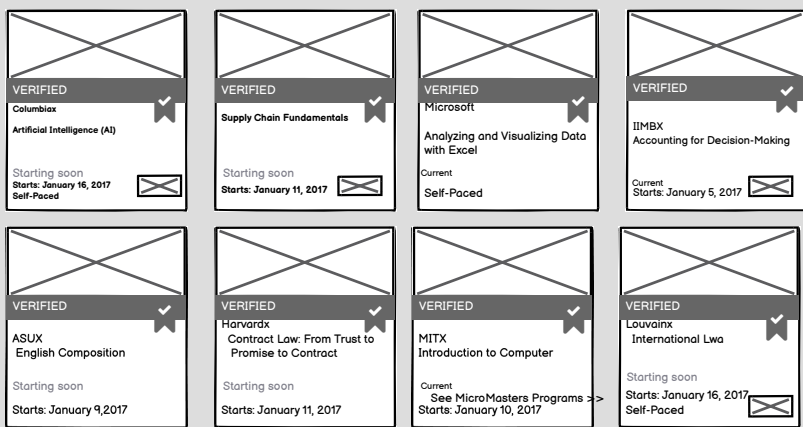 VERIFIED
Columbiax
Artificial Intelligence (AI)
Starting soon
Starts: January 16, 2017
Self-Paced
VERIFIED
Supply Chain Fundamentals
Starting soon
Starts: January 11, 2017
VERIFIED
Microsoft
Analyzing and Visualizing Data
with Excel
Current
Self-Paced
VERIFIED
IIMBX
Accounting for Decision-Making
Current
Starts: January 5, 2017
VERIFIED
ASUX
English Composition
Starting soon
Starts: January 9,2017
VERIFIED
Harvardx
Contract Law: From Trust to
Promise to Contract
Starting soon
Starts: January 11, 2017
VERIFIED
MITX
Introduction to Computer
Current
See MicroMasters Programs >>
Starts: January 10, 2017
VERIFIED
Louvainx
International Lwa
Starting soon
Starts: January 16, 2017
Self-Paced